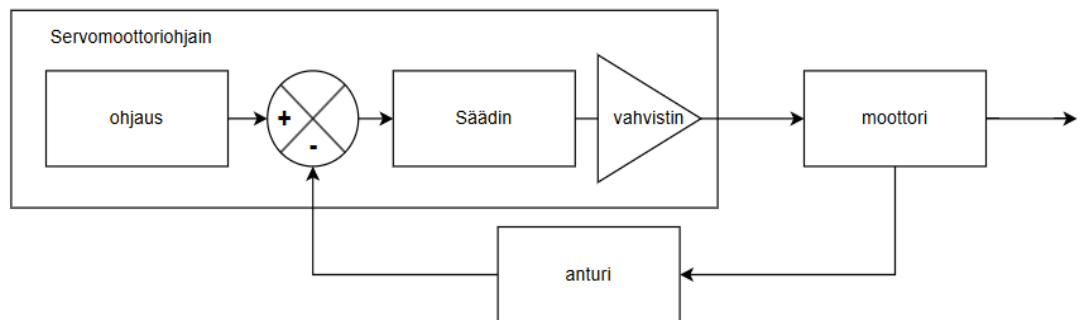 Servomoottoriohjain
ohjaus
+
-
Säädin
vahvistin
moottori
anturi